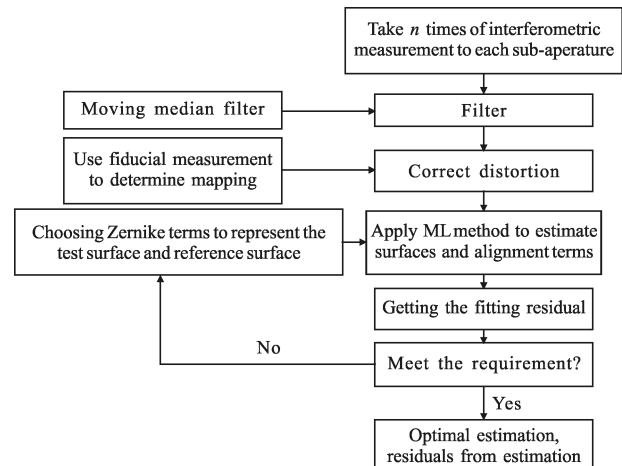 Take n times of interferometric
measurement to each sub-aperature
Moving median filter
Filter
Use fiducial measurement
to determine mapping
Correct distortion
Choosing Zernike terms to represent the
test surface and reference surface
Apply ML method to estimate
surfaces and alignment terms
Getting the fitting residual
No
Meet the requirement?
Yes
Optimal estimation,
residuals from estimation